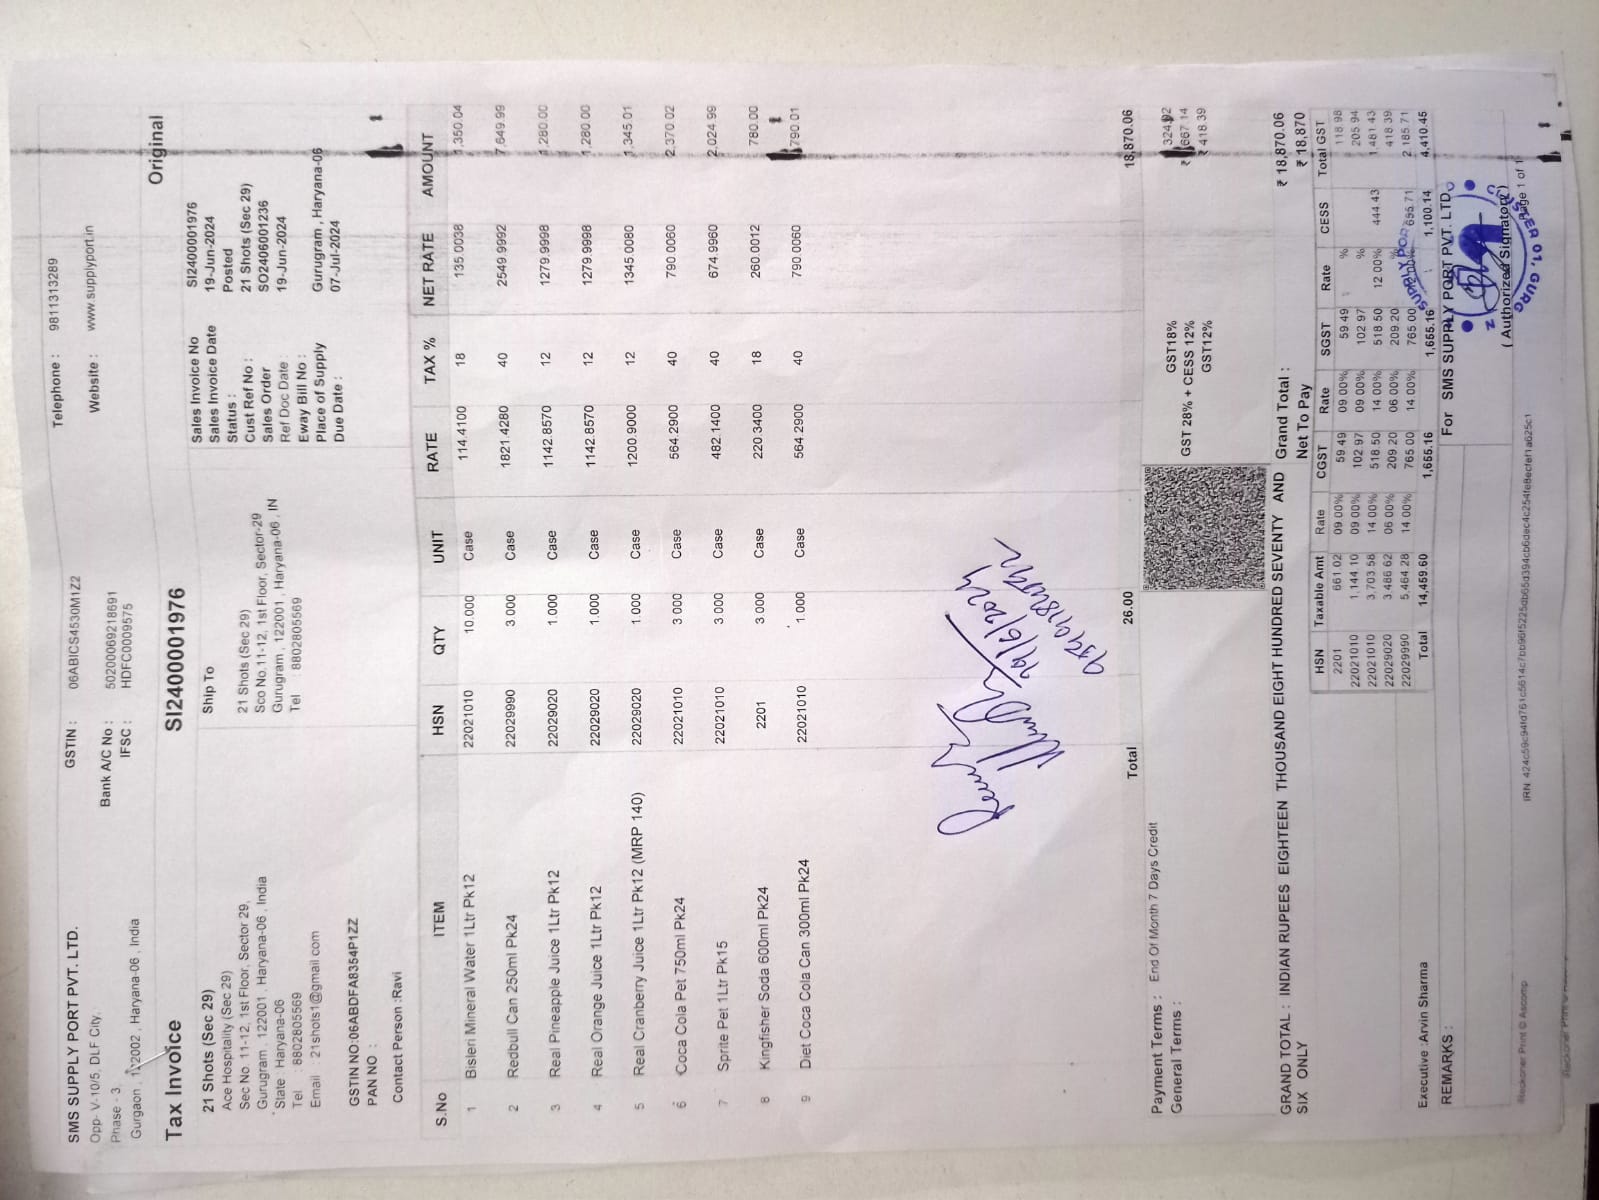 SMS SUPPLY PORT PVT. LTD.
Opp- V-10/5, DLF City,
Phase - 3
Gurgaon , 122002 , Haryana-06 , India
GSTIN : 06ABICS4530M1Z2
Bank A/C No : 50200069218691
IFSC : HDFC0009575
Telephone : 9811313289
Website : www.supplyport.in
Tax Invoice SI2400001976 Original
21 Shots (Sec 29)
Ace Hospitality (Sec 29)
Sec No. 11-12, 1st Floor, Sector 29,
Gurugram , 122001 , Haryana-06 , India
State : Haryana-06
Tel : 8802805569
Email : 21shots1@gmail com
GSTIN NO:06ABDFA8354P1ZZ
PAN NO :
Contact Person :Ravi
Ship To
21 Shots (Sec 29)
Sco No.11-12, 1st Floor, Sector-29
Gurugram , 122001 , Haryana-06 , IN
Tel : 8802805569
Sales Invoice No SI2400001976
Sales Invoice Date 19-Jun-2024
Status : Posted
Cust Ref No : 21 Shots (Sec 29)
Sales Order SO2406001236
Ref Doc Date : 19-Jun-2024
Eway Bill No :
Place of Supply Gurugram , Haryana-06
Due Date : 07-Jul-2024
S.No ITEM HSN QTY UNIT RATE TAX % NET RATE AMOUNT
1 Bisleri Mineral Water 1Ltr Pk12 22021010 10.000 Case 114.4100 18 135.0038 1,350.04
2 Redbull Can 250ml Pk24 22029990 3 000 Case 1821.4280 40 2549.9992 7,649.99
3 Real Pineapple Juice 1Ltr Pk12 22029020 1.000 Case 1142.8570 12 1279.9998 1,280.00
4 Real Orange Juice 1Ltr Pk12 22029020 1.000 Case 1142.8570 12 1279.9998 1,280.00
5 Real Cranberry Juice 1Ltr Pk12 (MRP 140) 22029020 1.000 Case 1200.9000 12 1345.0080 1,345.01
6 Coca Cola Pet 750ml Pk24 22021010 3 000 Case 564.2900 40 790.0060 2,370.02
7 Sprite Pet 1Ltr Pk15 22021010 3.000 Case 482.1400 40 674.9960 2,024.99
8 Kingfisher Soda 600ml Pk24 2201 3.000 Case 220.3400 18 260.0012 780.00
9 Diet Coca Cola Can 300ml Pk24 22021010 1.000 Case 564.2900 40 790.0060 790.01
19/6/2024
Total 26.00 18,870.06
Payment Terms : End Of Month 7 Days Credit
General Terms :
GST18%
GST 28% + CESS 12%
GST12%
₹ 418.39
GRAND TOTAL : INDIAN RUPEES EIGHTEEN THOUSAND EIGHT HUNDRED SEVENTY AND
SIX ONLY
Grand Total : ₹ 18,870.06
Net To Pay ₹ 18,870
HSN Taxable Amt Rate CGST Rate SGST Rate CESS Total GST
2201 661 02 09 00% 59.49 09 00% 59.49 % 118 98
22021010 1,144 10 09 00% 102 97 09 00% 102 97 % 205 94
22021010 3,703 58 14 00% 518.50 14 00% 518 50 12 00% 444.43 1,481 43
22029020 3,486 62 06 00% 209 20 06 00% 209.20 % 418 39
22029990 5,464 28 14 00% 765 00 14.00% 765.00 655.71 2 185.71
Total 14,459.60 1,655.16 1,655.16 1,100.14 4,410.45
Executive :Arvin Sharma
REMARKS :
For SMS SUPPLY PORT PVT. LTD.
SUPPLY POR
( Authorized Signatory )
Page 1 of 1
Reckoner Print © Ascomp